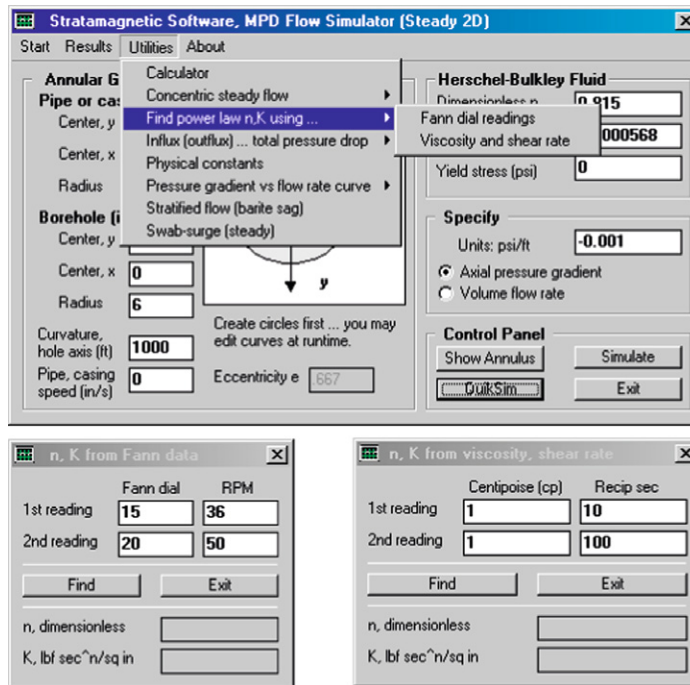 Stratamagnetic Software, MPD Flow Simulator (Steady 2D)
Start Results Utilities About
Calculator
Concentric steady flow
Find power law n,K using ...
Influx (outflux) ... total pressure drop
Physical constants
Pressure gradient vs flow rate curve
Stratified flow (barite sag)
Swab-surge (steady)
Fann dial readings
Viscosity and shear rate
Annular G
Pipe or cas
Center, y
Center, x
Radius
Borehole (i
Center, y
Center, x 0
Radius 6
Curvature,
hole axis (ft) 1000
Pipe, casing
speed (in/s) 0
y
Create circles first ... you may
edit curves at runtime.
Eccentricity e .667
Herschel-Bulkley Fluid
Dimensionless n 0.815
000568
Yield stress (psi) 0
Specify
Units: psi/ft -0.001
Axial pressure gradient
Volume flow rate
Control Panel
Show Annulus Simulate
QuikSim Exit
n, K from Fann data
Fann dial RPM
1st reading 15 36
2nd reading 20 50
Find Exit
n, dimensionless
K, lbf sec^n/sq in
n, K from viscosity, shear rate
Centipoise (cp) Recip sec
1st reading 1 10
2nd reading 1 100
Find Exit
n, dimensionless
K, lbf sec^n/sq in